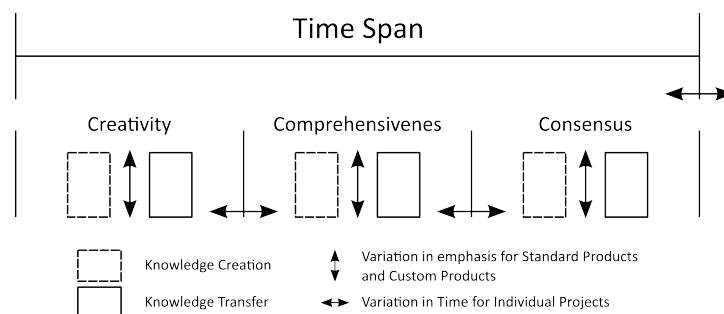 Time Span
Creativity
Comprehensivenes
Consensus
Knowledge Creation
Variation in emphasis for Standard Products
and Custom Products
Knowledge Transfer
Variation in Time for Individual Projects